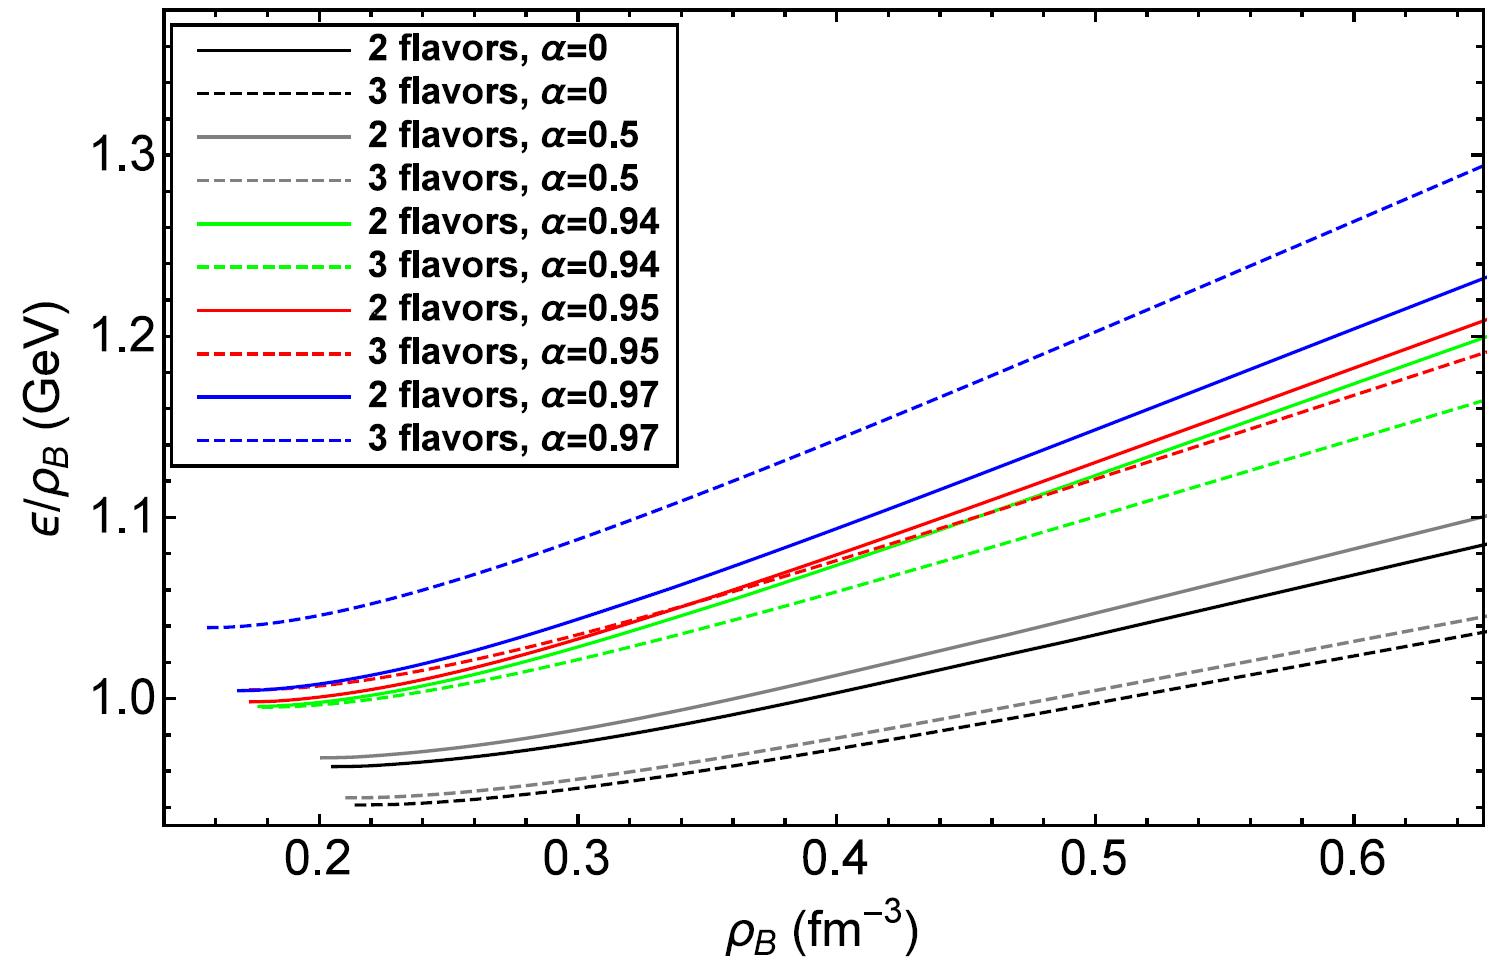 2 flavors, α=0
3 flavors, α=0
2 flavors, α=0.5
3 flavors, α=0.5
2 flavors, α=0.94
3 flavors, α=0.94
2 flavors, α=0.95
3 flavors, α=0.95
2 flavors, α=0.97
3 flavors, α=0.97
1.3
1.2
1.1
1.0
ϵ/ρ_B (GeV)
0.2 0.3 0.4 0.5 0.6
ρ_B (fm⁻³)